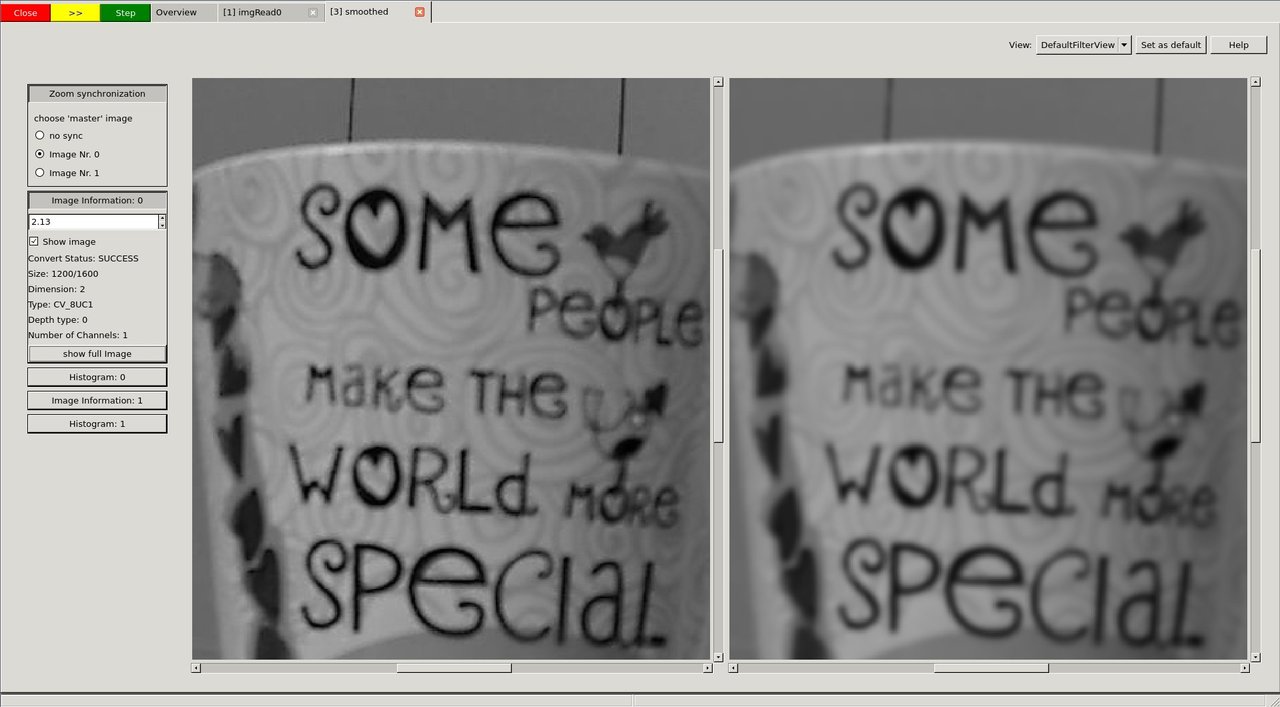 Close >> Step Overview [1] imgRead0 [3] smoothed
View: DefaultFilterView Set as default Help
Zoom synchronization
choose 'master' image
no sync
Image Nr. 0
Image Nr. 1
Image Information: 0
2.13
Show image
Convert Status: SUCCESS
Size: 1200/1600
Dimension: 2
Type: CV_8UC1
Depth type: 0
Number of Channels: 1
show full Image
Histogram: 0
Image Information: 1
Histogram: 1
SOMe
PeOPLe
Make THe
WORLd MORe
SPeCIaL
SOMe
PeOPLe
Make THe
WORLd MORe
SPeCIaL